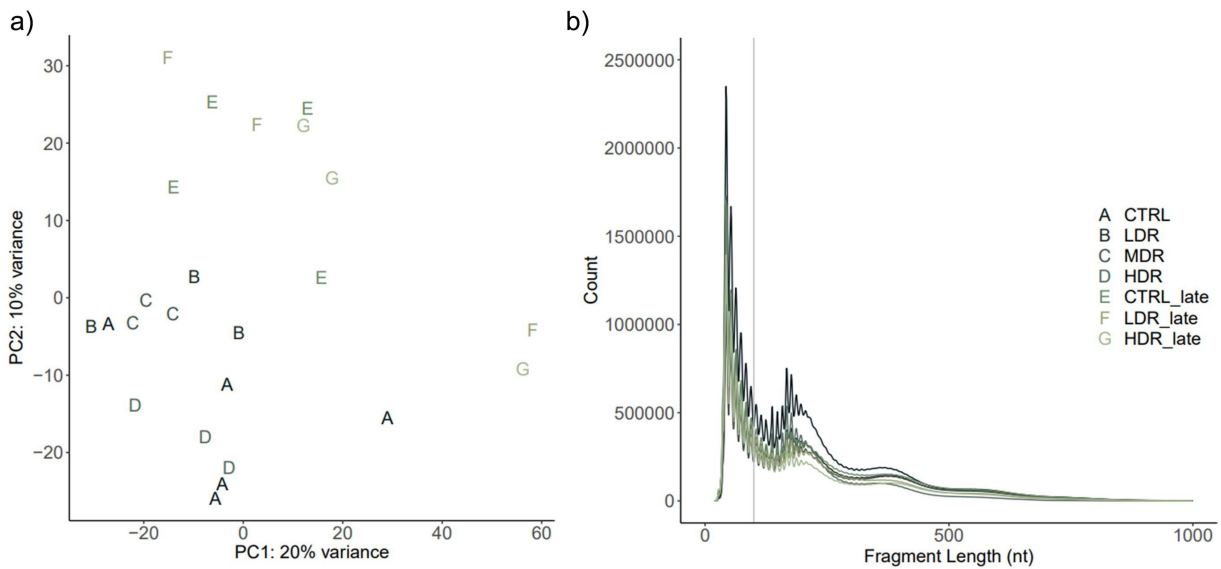 a)
PC2: 10% variance
30
20
10
0
−10
−20
F
E
E
F
G
G
E
B
E
C
B
A
C
C
B
F
G
A
A
D
D
D
A
A
−20
0
20
40
60
PC1: 20% variance
b)
Count
2500000
2000000
1500000
1000000
500000
0
0
500
1000
Fragment Length (nt)
A CTRL
B LDR
C MDR
D HDR
E CTRL_late
F LDR_late
G HDR_late